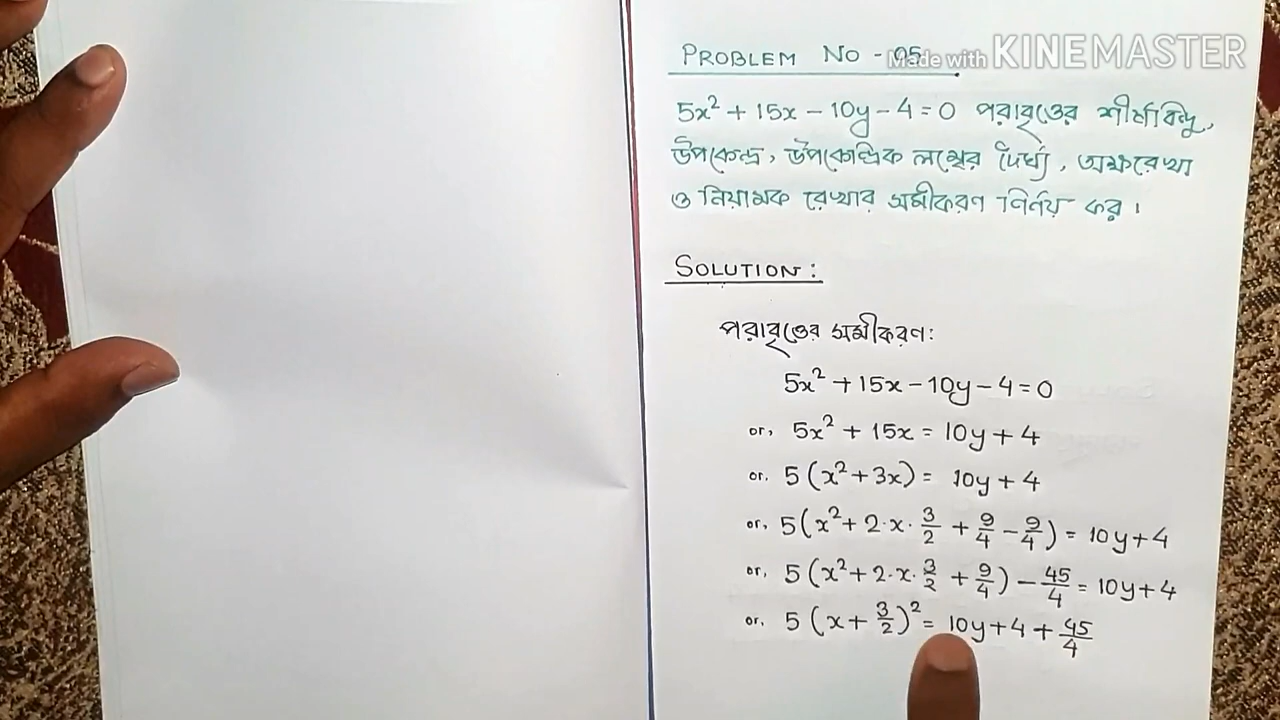 PROBLEM NO - 05
Made with KINEMASTER
5x² + 15x - 10y - 4 = 0 পরাবৃত্তের শীর্ষবিন্দু,
উপকেন্দ্র, উপকেন্দ্রিক লম্বের দৈর্ঘ্য, অক্ষরেখা
ও নিয়ামক রেখার সমীকরণ নির্ণয় কর।
SOLUTION:
পরাবৃত্তের সমীকরণ:
5x² + 15x - 10y - 4 = 0
or, 5x² + 15x = 10y + 4
or, 5(x² + 3x) = 10y + 4
or, 5(x² + 2·x·3/2 + 9/4 - 9/4) = 10y + 4
or, 5(x² + 2·x·3/2 + 9/4) - 45/4 = 10y + 4
or, 5(x + 3/2)² = 10y + 4 + 45/4